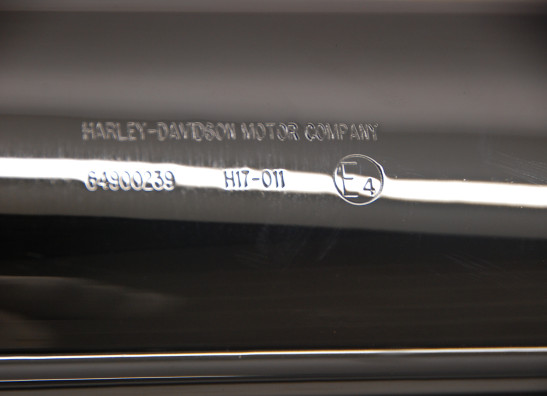 HARLEY-DAVIDSON MOTOR COMPANY
64900239 H17-011 E4